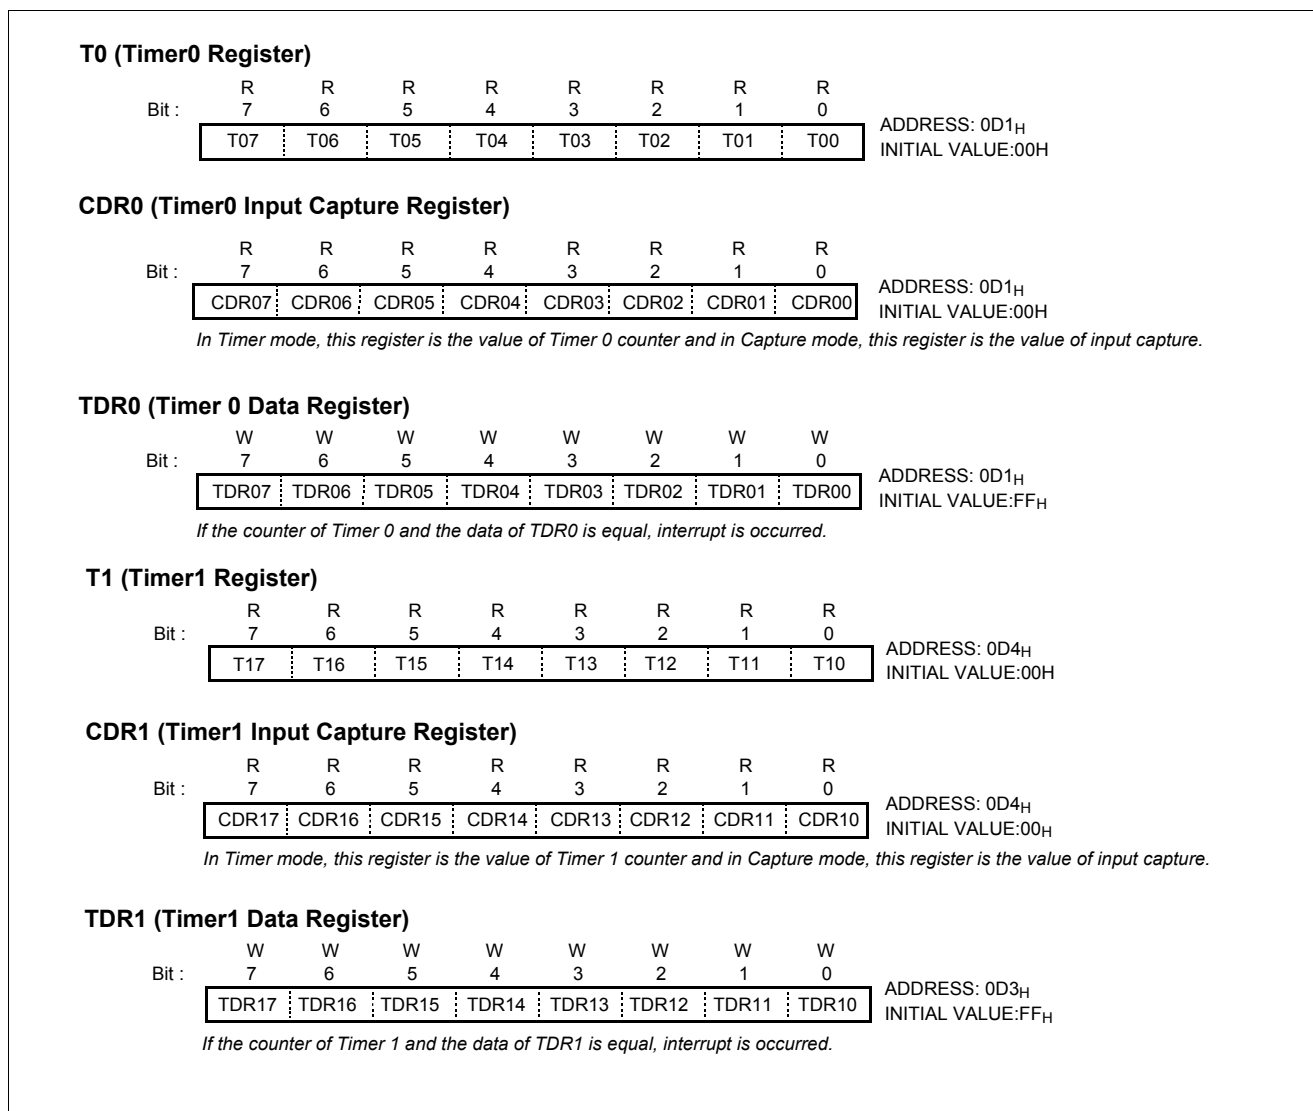 T0 (Timer0 Register)
R R R R R R R R
Bit : 7 6 5 4 3 2 1 0
T07 T06 T05 T04 T03 T02 T01 T00
ADDRESS: 0D1H
INITIAL VALUE:00H
CDR0 (Timer0 Input Capture Register)
R R R R R R R R
Bit : 7 6 5 4 3 2 1 0
CDR07 CDR06 CDR05 CDR04 CDR03 CDR02 CDR01 CDR00
ADDRESS: 0D1H
INITIAL VALUE:00H
In Timer mode, this register is the value of Timer 0 counter and in Capture mode, this register is the value of input capture.
TDR0 (Timer 0 Data Register)
W W W W W W W W
Bit : 7 6 5 4 3 2 1 0
TDR07 TDR06 TDR05 TDR04 TDR03 TDR02 TDR01 TDR00
ADDRESS: 0D1H
INITIAL VALUE:FFH
If the counter of Timer 0 and the data of TDR0 is equal, interrupt is occurred.
T1 (Timer1 Register)
R R R R R R R R
Bit : 7 6 5 4 3 2 1 0
T17 T16 T15 T14 T13 T12 T11 T10
ADDRESS: 0D4H
INITIAL VALUE:00H
CDR1 (Timer1 Input Capture Register)
R R R R R R R R
Bit : 7 6 5 4 3 2 1 0
CDR17 CDR16 CDR15 CDR14 CDR13 CDR12 CDR11 CDR10
ADDRESS: 0D4H
INITIAL VALUE:00H
In Timer mode, this register is the value of Timer 1 counter and in Capture mode, this register is the value of input capture.
TDR1 (Timer1 Data Register)
W W W W W W W W
Bit : 7 6 5 4 3 2 1 0
TDR17 TDR16 TDR15 TDR14 TDR13 TDR12 TDR11 TDR10
ADDRESS: 0D3H
INITIAL VALUE:FFH
If the counter of Timer 1 and the data of TDR1 is equal, interrupt is occurred.